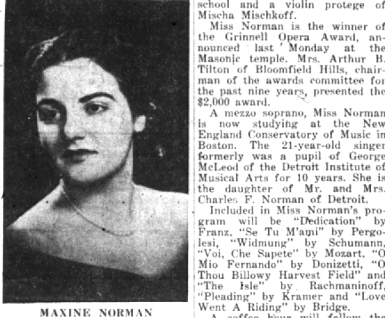 school and a violin protege of
Mischa Mischkoff.
Miss Norman is the winner of
the Grinnell Opera Award, an-
nounced last Monday at the
Masonic temple. Mrs. Arthur B.
Tilton of Bloomfield Hills, chair-
man of the awards committee for
the past nine years, presented the
$2,000 award.
A mezzo soprano, Miss Norman
is now studying at the New
England Conservatory of Music in
Boston. The 21-year-old singer
formerly was a pupil of George
McLeod of the Detroit Institute of
Musical Arts for 10 years. She is
the daughter of Mr. and Mrs.
Charles F. Norman of Detroit.
Included in Miss Norman's pro-
gram will be "Dedication" by
Franz, "Se Tu M'ami" by Pergo-
lesi, "Widmung" by Schumann,
"Voi, Che Sapete" by Mozart, "O
Mio Fernando" by Donizetti, "O
Thou Billowy Harvest Field" and
"The Isle" by Rachmaninoff,
"Pleading" by Kramer and "Love
Went A Riding" by Bridge.
A coffee hour will follow the
MAXINE NORMAN